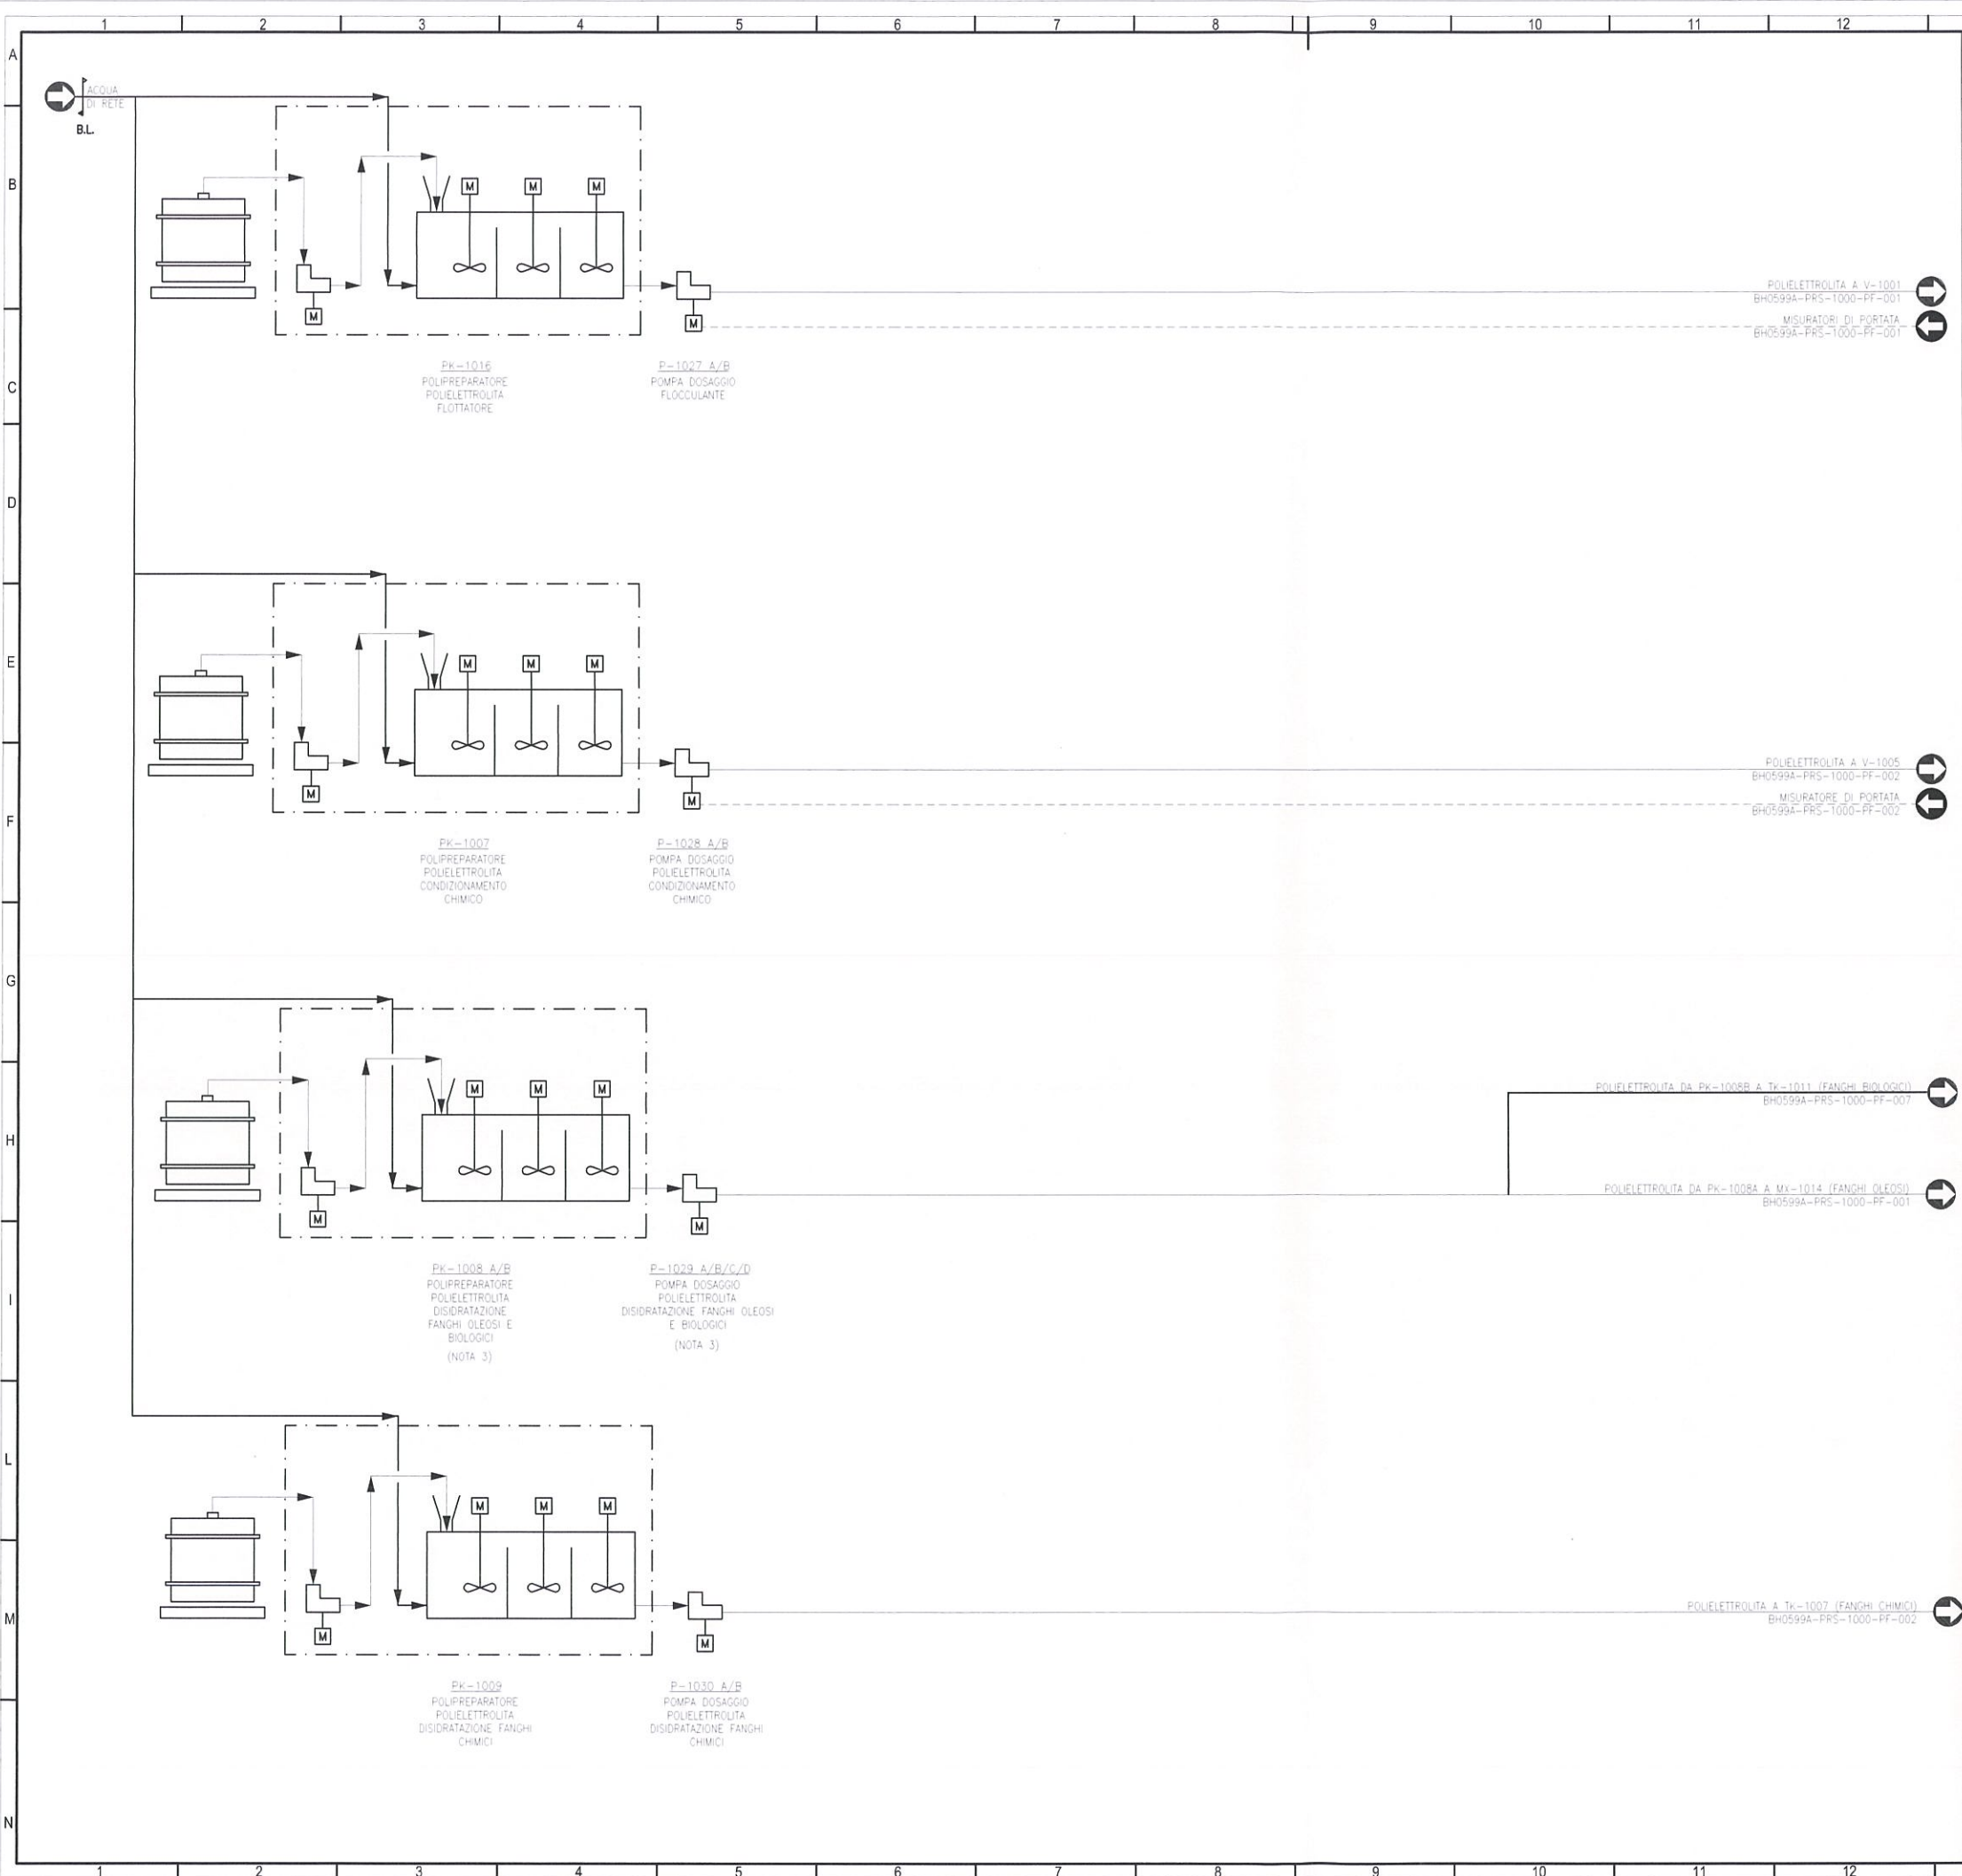 1 2 3 4 5 6 7 8 9 10 11 12
A
ACQUA
DI RETE
B.L.
B
M M M
M
M
POLIELETTROLITA A V-1001
BH0599A-PRS-1000-PF-001
MISURATORI DI PORTATA
BH0599A-PRS-1000-PF-001
C
PK-1016
POLIPREPARATORE
POLIELETTROLITA
FLOTTATORE
P-1027 A/B
POMPA DOSAGGIO
FLOCCULANTE
D
E
M M M
M
M
POLIELETTROLITA A V-1005
BH0599A-PRS-1000-PF-002
MISURATORE DI PORTATA
BH0599A-PRS-1000-PF-002
F
PK-1007
POLIPREPARATORE
POLIELETTROLITA
CONDIZIONAMENTO
CHIMICO
P-1028 A/B
POMPA DOSAGGIO
POLIELETTROLITA
CONDIZIONAMENTO
CHIMICO
G
M M M
POLIELETTROLITA DA PK-1008B A TK-1011 (FANGHI BIOLOGICI)
BH0599A-PRS-1000-PF-007
H
POLIELETTROLITA DA PK-1008A A MX-1014 (FANGHI OLEOSI)
BH0599A-PRS-1000-PF-001
M
M
PK-1008 A/B
POLIPREPARATORE
POLIELETTROLITA
DISIDRATAZIONE
FANGHI OLEOSI E
BIOLOGICI
(NOTA 3)
P-1029 A/B/C/D
POMPA DOSAGGIO
POLIELETTROLITA
DISIDRATAZIONE FANGHI OLEOSI
E BIOLOGICI
(NOTA 3)
I
L
M M M
M
M
M
POLIELETTROLITA A TK-1007 (FANGHI CHIMICI)
BH0599A-PRS-1000-PF-002
PK-1009
POLIPREPARATORE
POLIELETTROLITA
DISIDRATAZIONE FANGHI
CHIMICI
P-1030 A/B
POMPA DOSAGGIO
POLIELETTROLITA
DISIDRATAZIONE FANGHI
CHIMICI
N
1 2 3 4 5 6 7 8 9 10 11 12